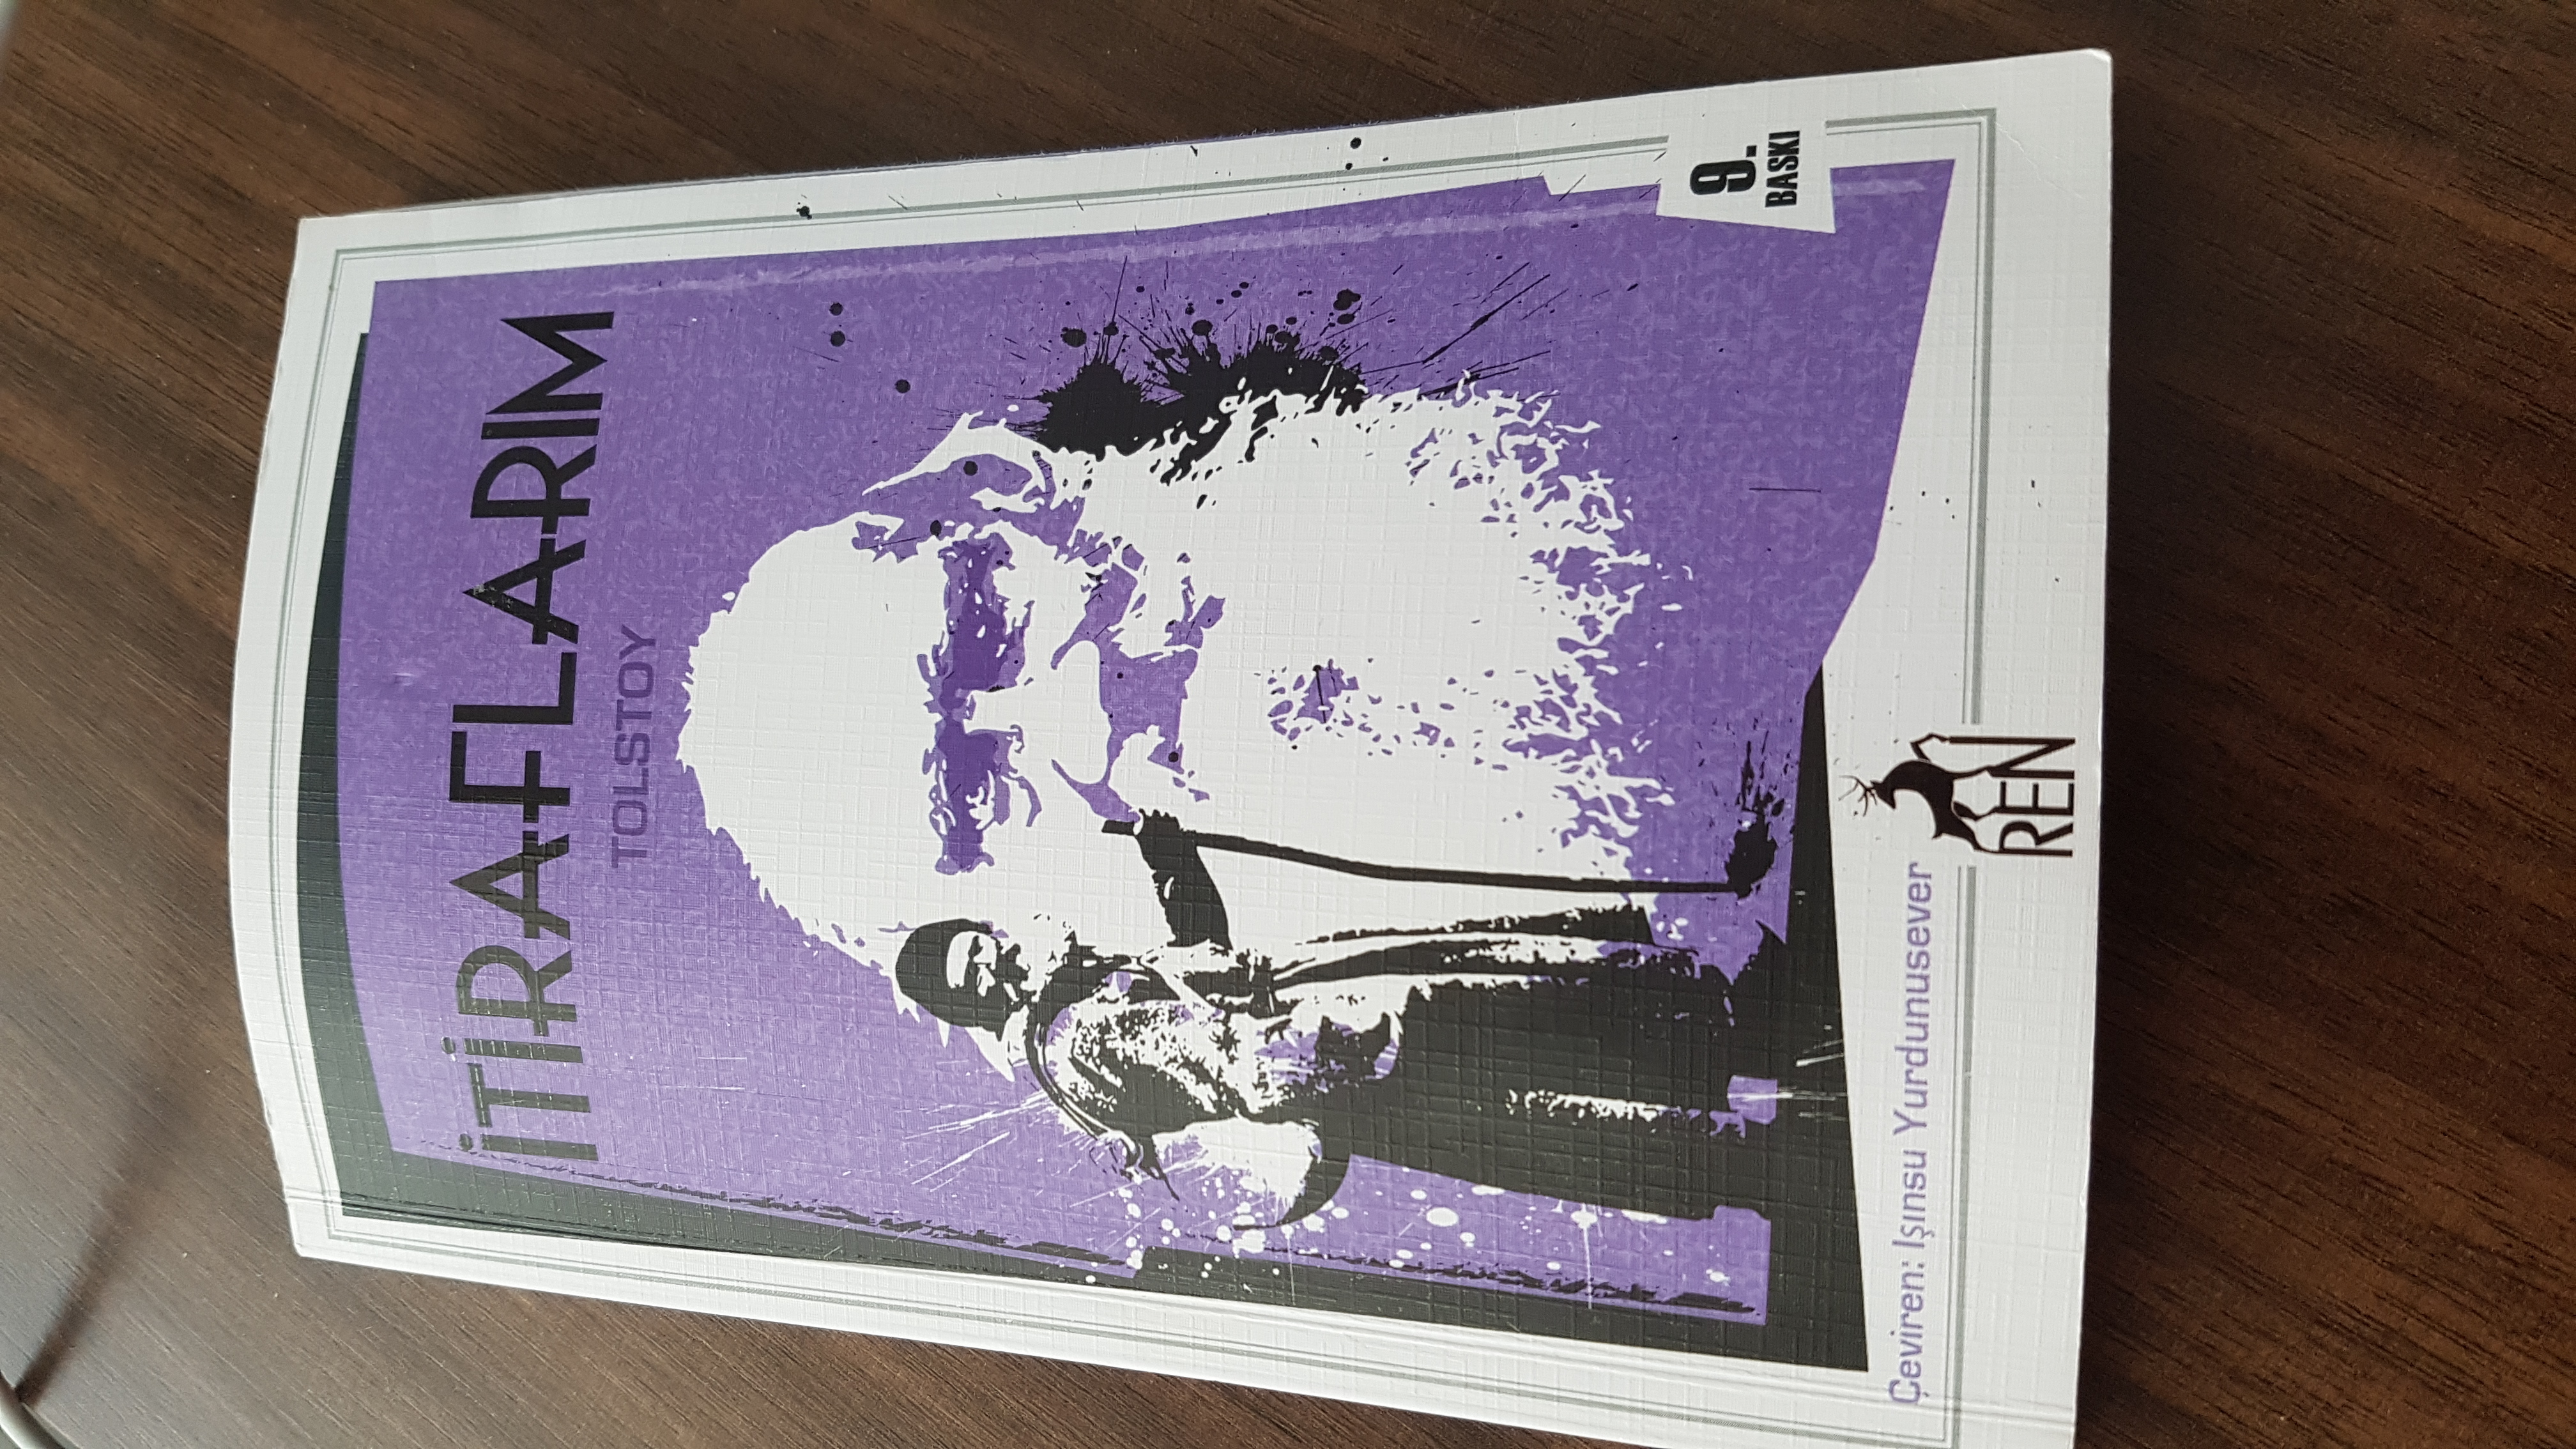 İTİRAFLARIM
TOLSTOY
9.
BASKI
Çeviren: Işınsu Yurdunusever
REN